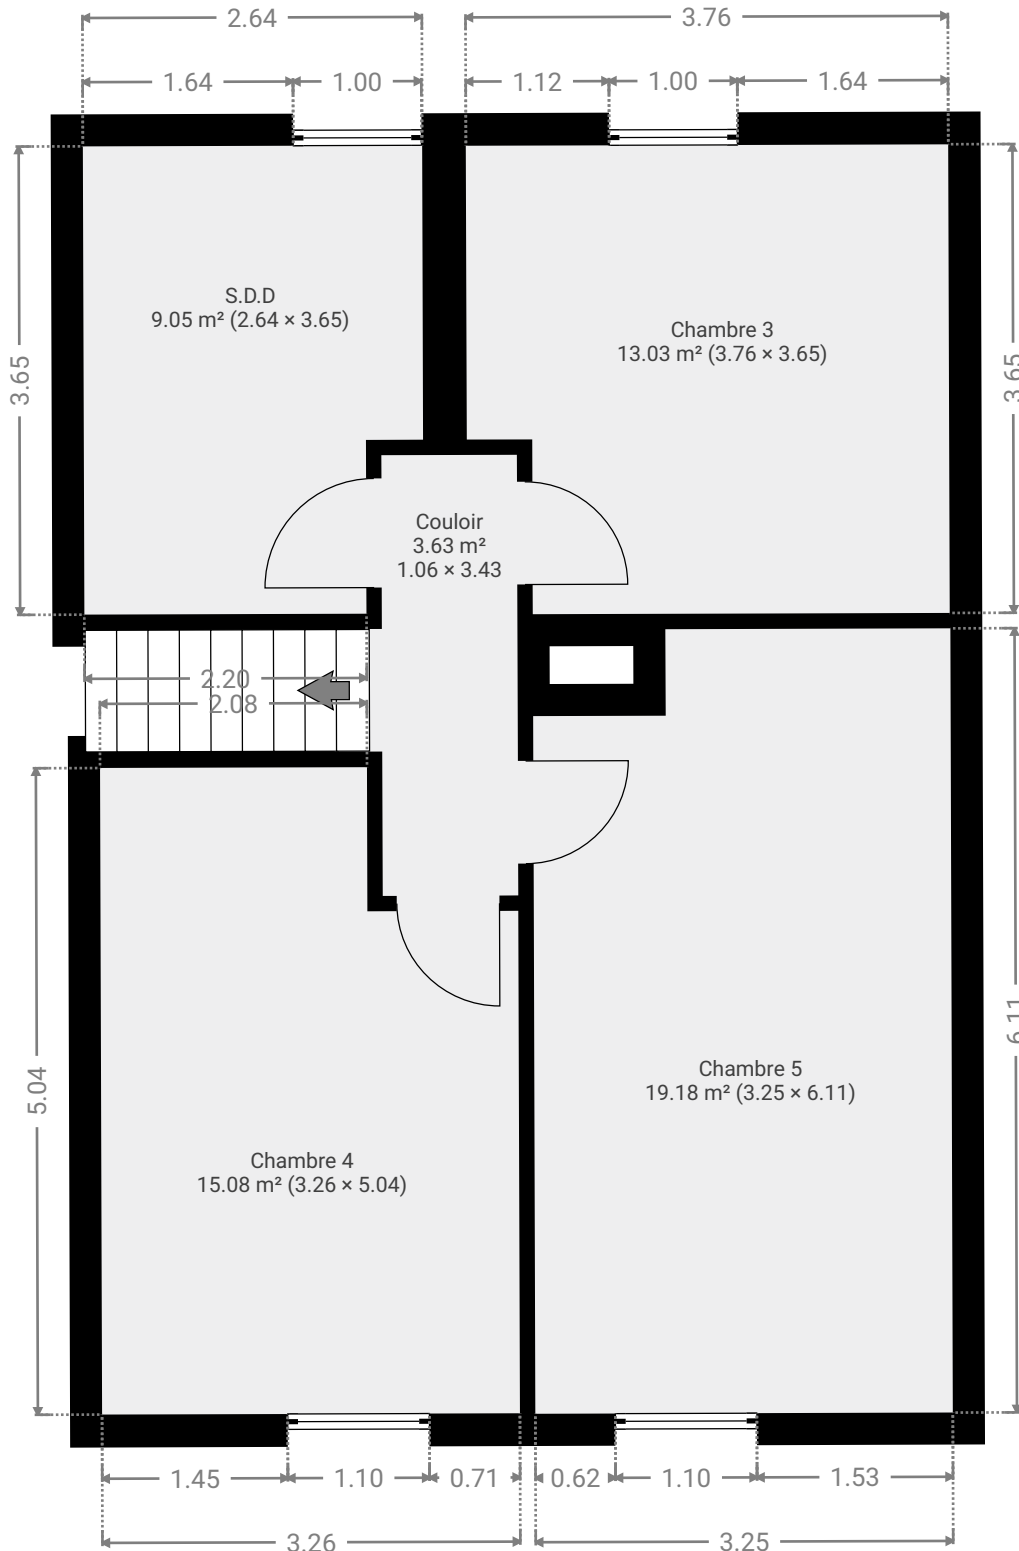 2.64
3.76
1.64
1.00
1.12
1.00
1.64
S.D.D
9.05 m² (2.64 × 3.65)
Chambre 3
13.03 m² (3.76 × 3.65)
3.65
3.65
Couloir
3.63 m²
1.06 × 3.43
2.20
2.08
6.11
5.04
Chambre 5
19.18 m² (3.25 × 6.11)
Chambre 4
15.08 m² (3.26 × 5.04)
1.45
1.10
0.71
0.62
1.10
1.53
3.26
3.25